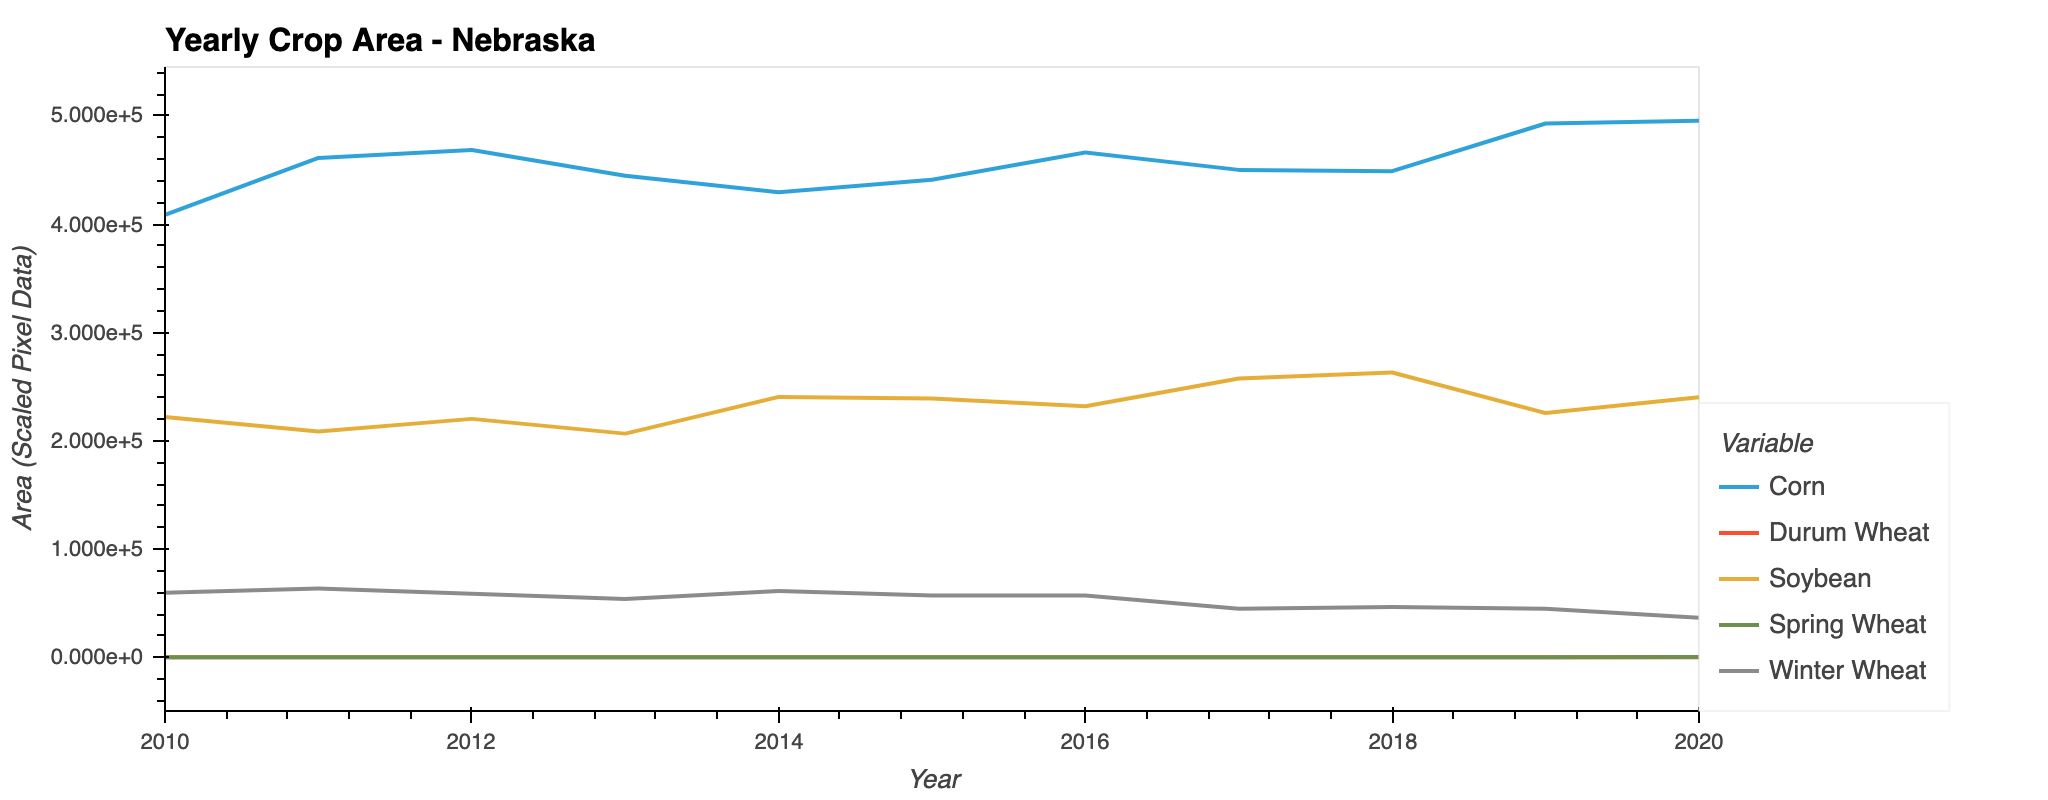 Yearly Crop Area - Nebraska
Area (Scaled Pixel Data)
5.000e+5
4.000e+5
3.000e+5
2.000e+5
1.000e+5
0.000e+0
2010
2012
2014
2016
2018
2020
Year
Variable
Corn
Durum Wheat
Soybean
Spring Wheat
Winter Wheat